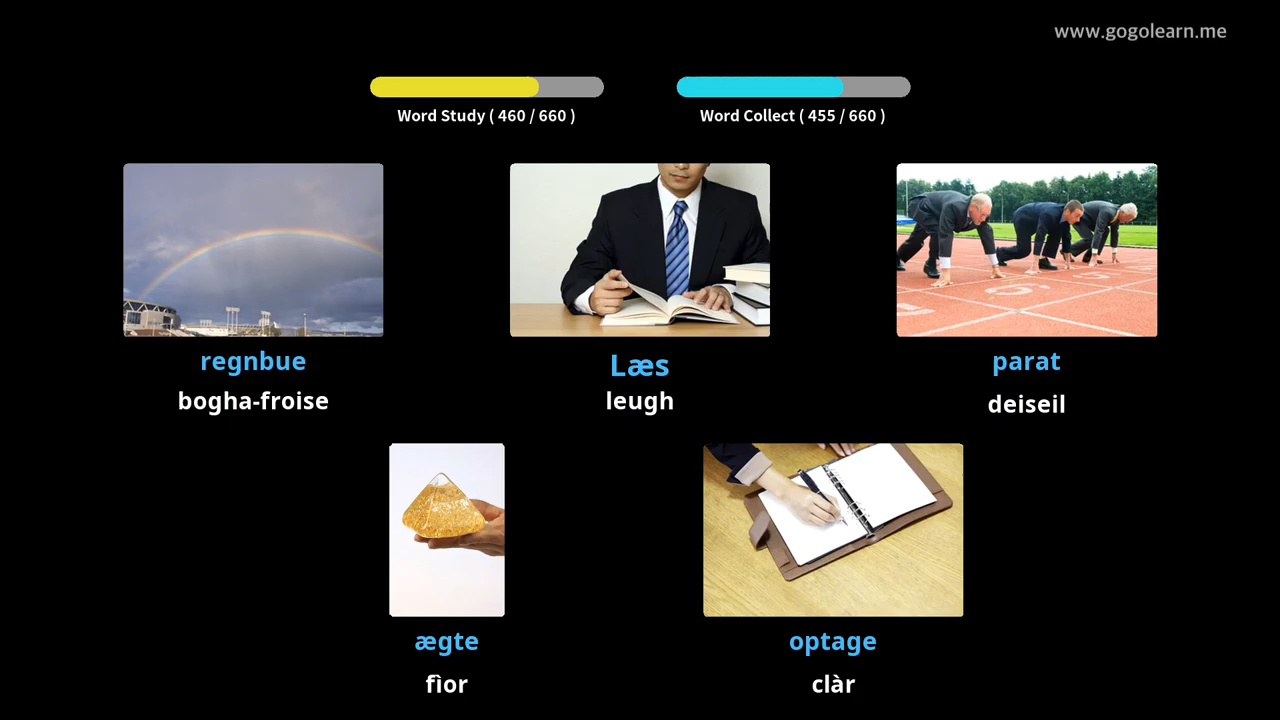 www.gogolearn.me
Word Study ( 460 / 660 )
Word Collect ( 455 / 660 )
regnbue
bogha-froise
Læs
leugh
parat
deiseil
ægte
fìor
optage
clàr